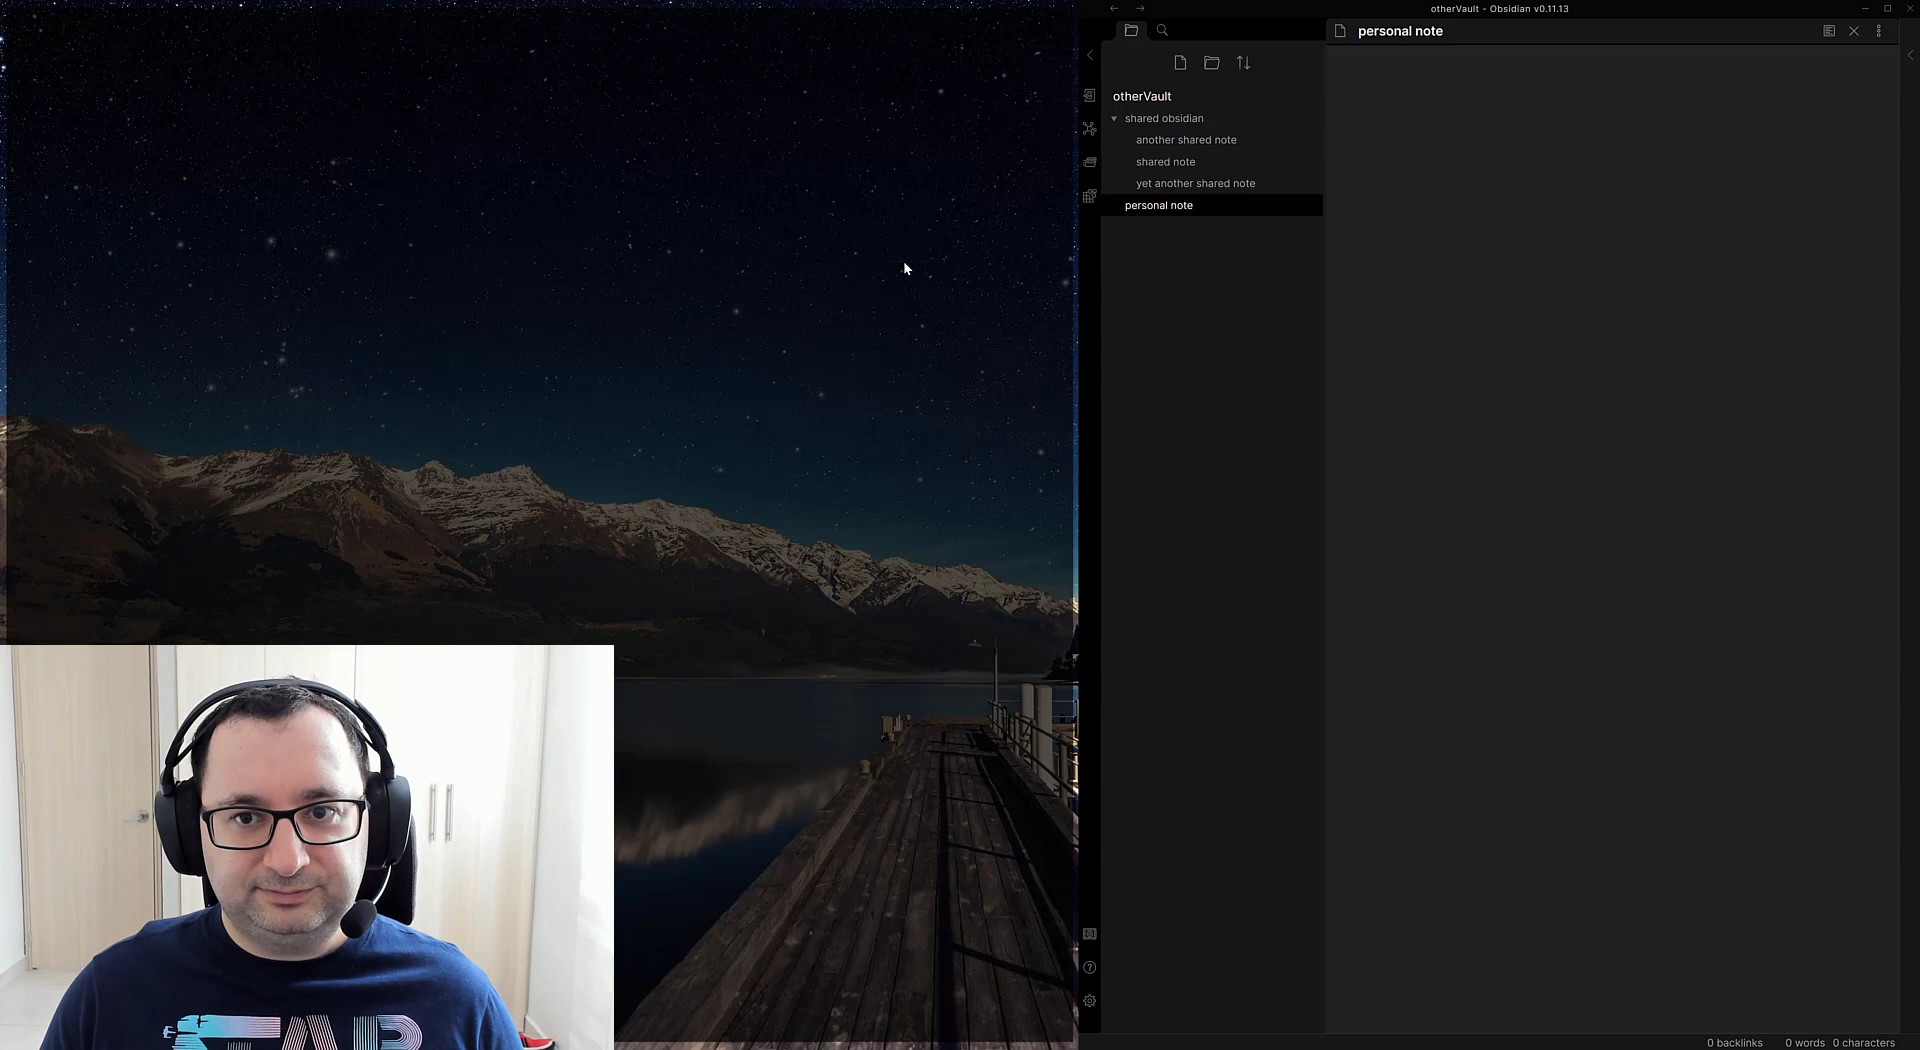 otherVault - Obsidian v0.11.13
personal note
otherVault
shared obsidian
another shared note
shared note
yet another shared note
personal note
0 backlinks 0 words 0 characters